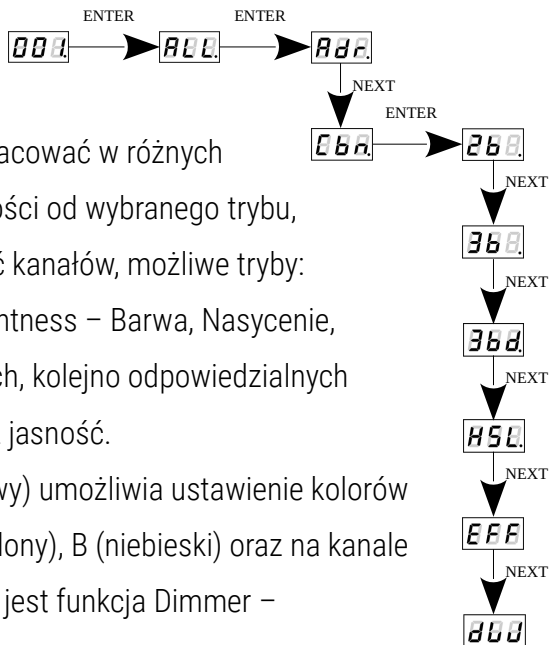 ENTER ENTER
001. ALL. Adr.
NEXT
ENTER
acować w różnych Cbn. 2b.
ości od wybranego trybu, NEXT
ć kanałów, możliwe tryby: 3b.
ntness – Barwa, Nasycenie, NEXT
ch, kolejno odpowiedzialnych 3bd.
NEXT
jasność. HSL.
wy) umożliwia ustawienie kolorów NEXT
lony), B (niebieski) oraz na kanale EFF
jest funkcja Dimmer – NEXT